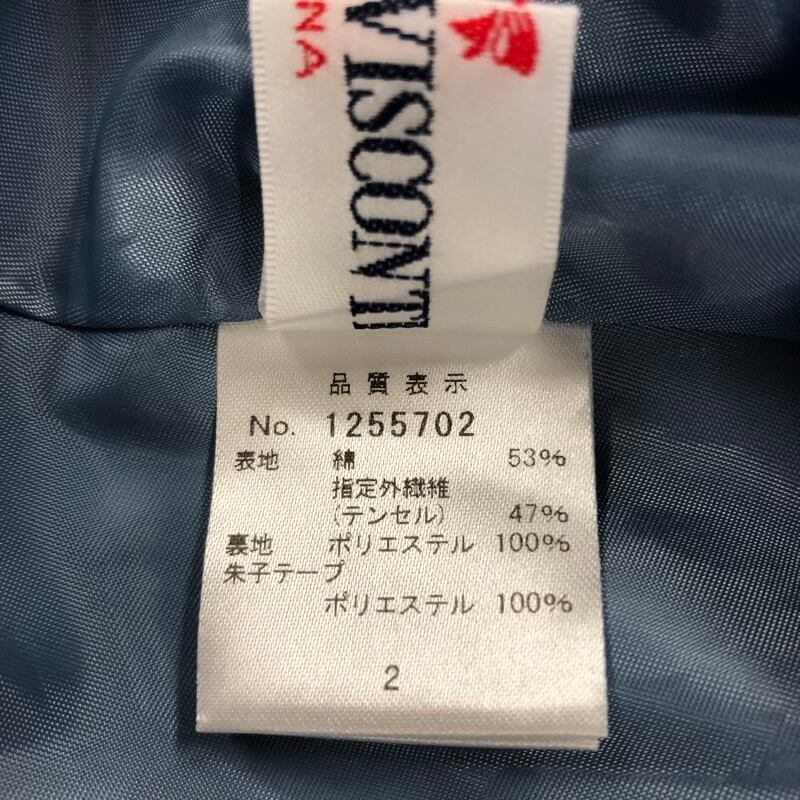 VISCONTI
NA
品質表示
No. 1255702
表地 綿 53%
指定外繊維
(テンセル) 47%
裏地 ポリエステル 100%
朱子テープ
ポリエステル 100%
2